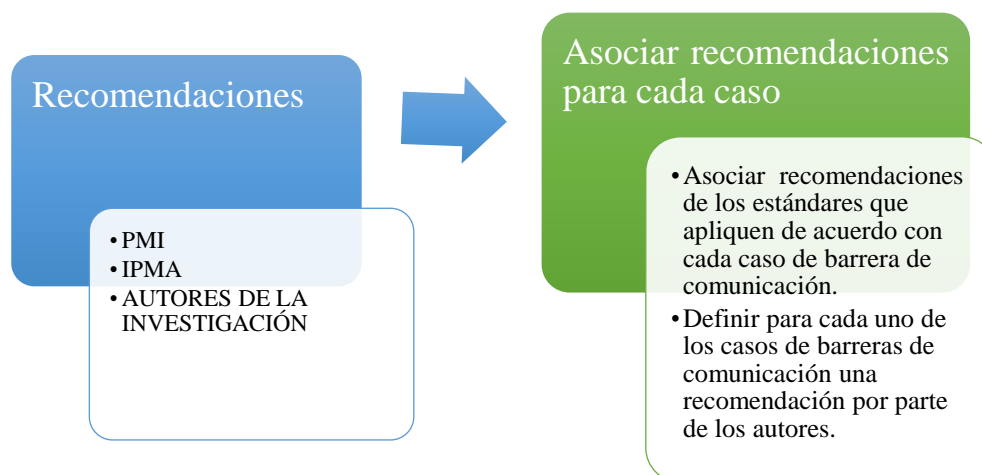 Recomendaciones
• PMI
• IPMA
• AUTORES DE LA
INVESTIGACIÓN
Asociar recomendaciones
para cada caso
• Asociar recomendaciones
de los estándares que
apliquen de acuerdo con
cada caso de barrera de
comunicación.
• Definir para cada uno de
los casos de barreras de
comunicación una
recomendación por parte
de los autores.